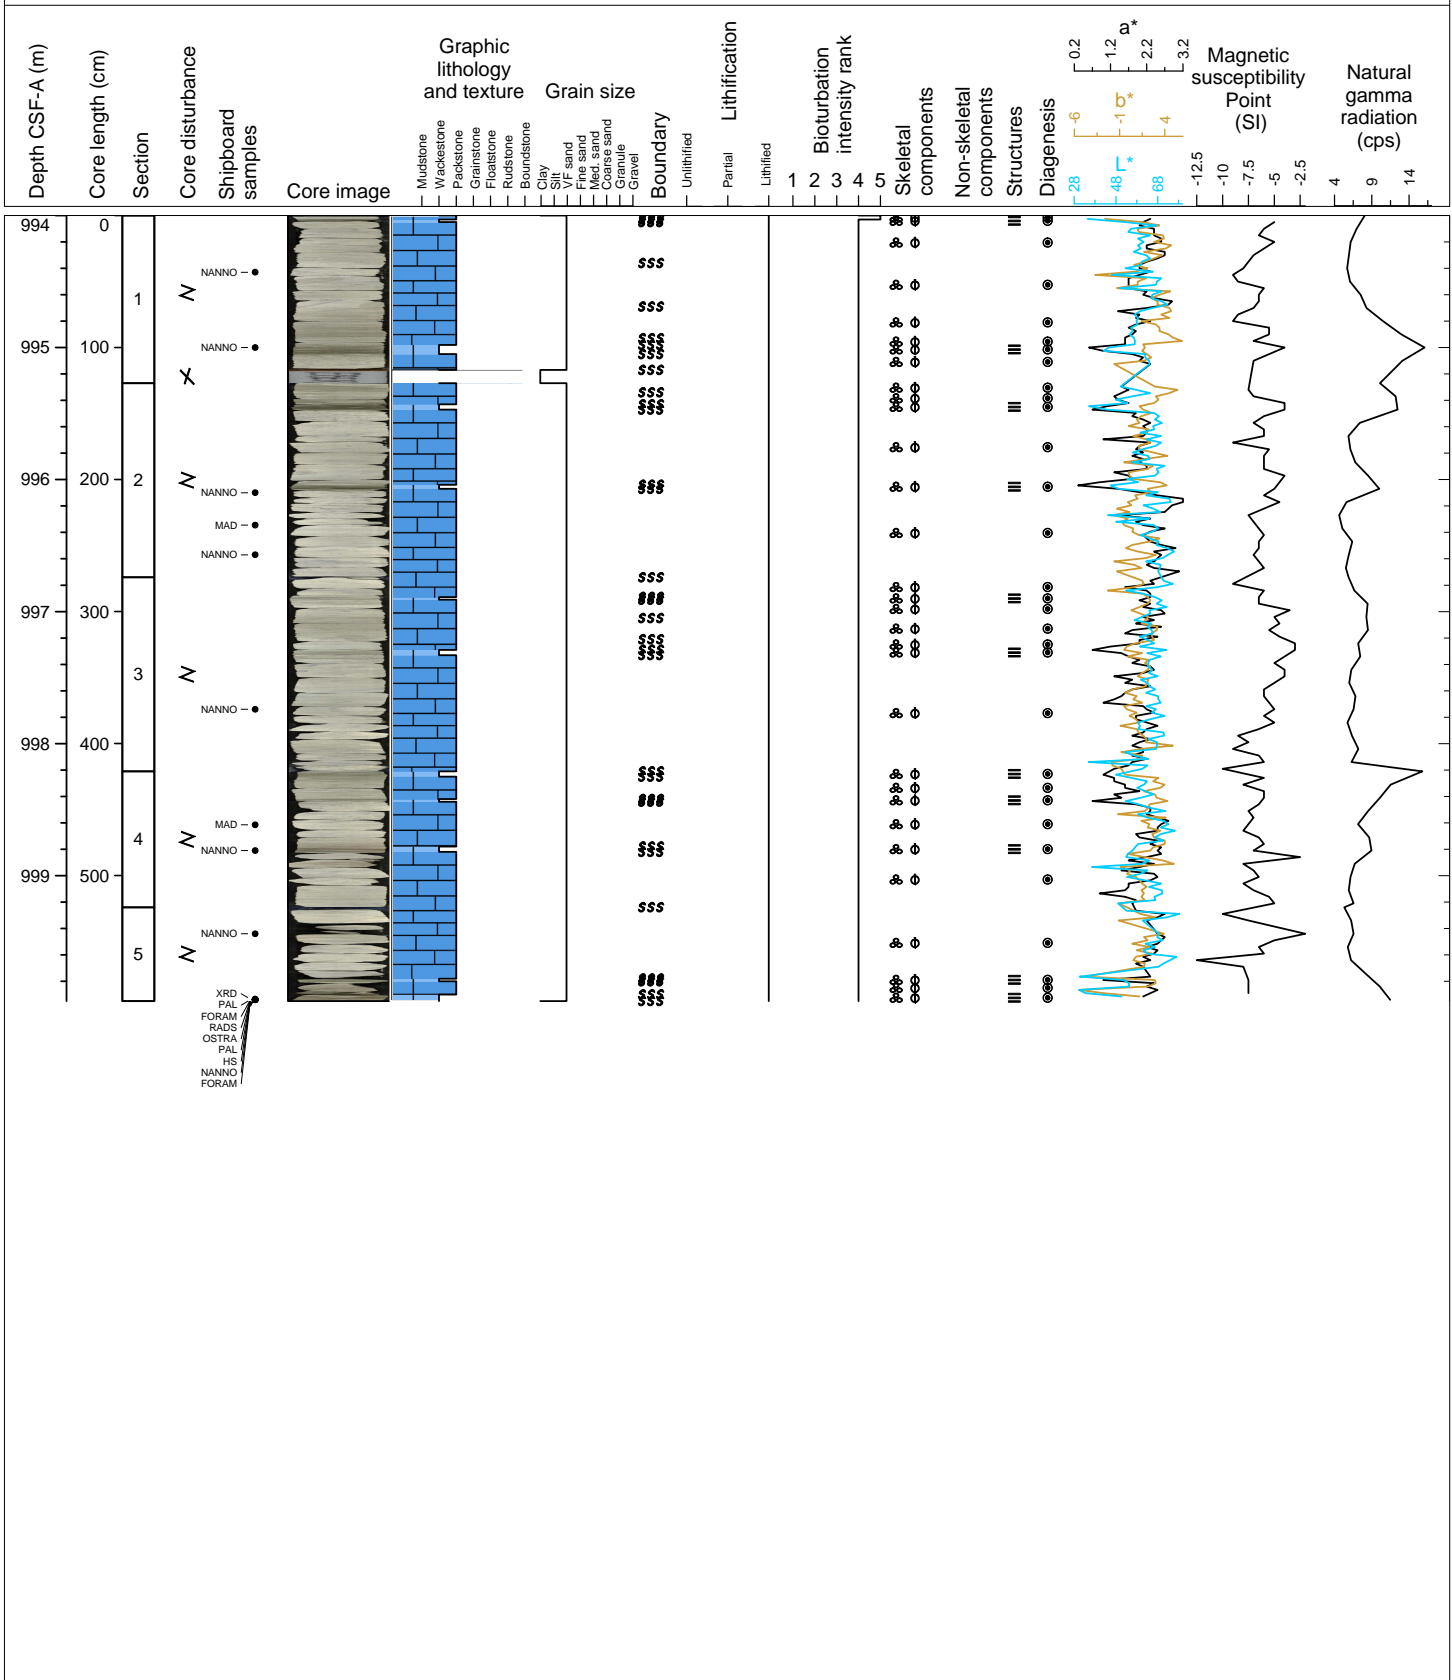 Depth CSF-A (m)
Core length (cm)
Section
Core disturbance
Shipboard
samples
Core image
Graphic
lithology
and texture
Mudstone
Wackestone
Packstone
Grainstone
Floatstone
Rudstone
Boundstone
Grain size
Clay
Silt
VF sand
Fine sand
Med. sand
Coarse sand
Granule
Gravel
Boundary
Lithification
Unlithified
Partial
Lithified
Bioturbation
intensity rank
1 2 3 4 5
Skeletal
components
Non-skeletal
components
Structures
Diagenesis
a*
0.2 1.2 2.2 3.2
b*
-6 -1 4
L*
28 48 68
Magnetic
susceptibility
Point
(SI)
-12.5 -10 -7.5 -5 -2.5
Natural
gamma
radiation
(cps)
4 9 14
994 0
NANNO
1
995 100 NANNO
996 200 2
NANNO
MAD
NANNO
997 300
3
NANNO
998 400
MAD
4
NANNO
999 500
NANNO
5
XRD
PAL
FORAM
RADS
OSTRA
PAL
HS
NANNO
FORAM